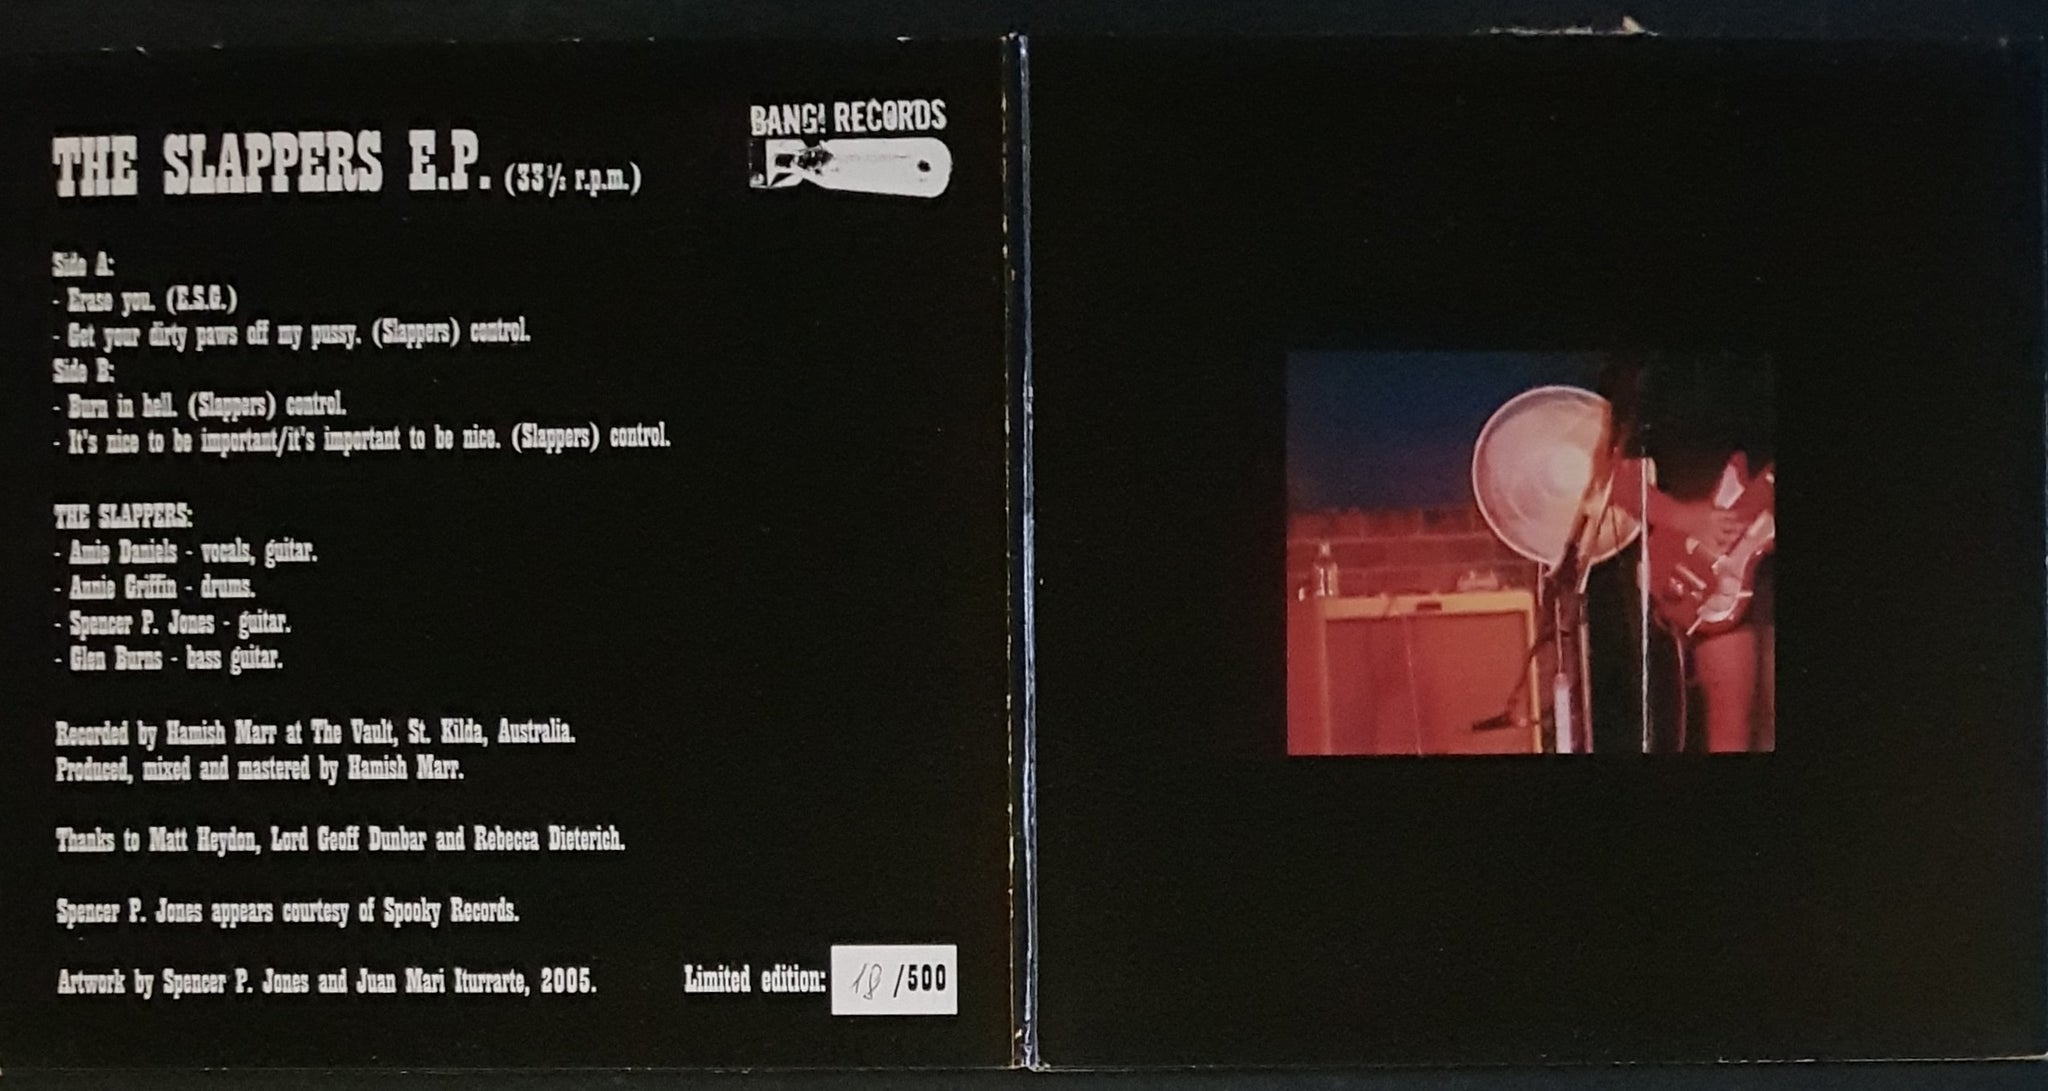 THE SLAPPERS E.P. (33⅓ r.p.m.)
BANG! RECORDS
Side A:
- Erase you. (E.S.G.)
- Get your dirty paws off my pussy. (Slappers) control.
Side B:
- Burn in hell. (Slappers) control.
- It's nice to be important/it's important to be nice. (Slappers) control.
THE SLAPPERS:
- Amie Daniels - vocals, guitar.
- Annie Griffin - drums.
- Spencer P. Jones - guitar.
- Glen Burns - bass guitar.
Recorded by Hamish Marr at The Vault, St. Kilda, Australia.
Produced, mixed and mastered by Hamish Marr.
Thanks to Matt Heydon, Lord Geoff Dunbar and Rebecca Dieterich.
Spencer P. Jones appears courtesy of Spooky Records.
Artwork by Spencer P. Jones and Juan Mari Iturrarte, 2005.
Limited edition: 18 /500